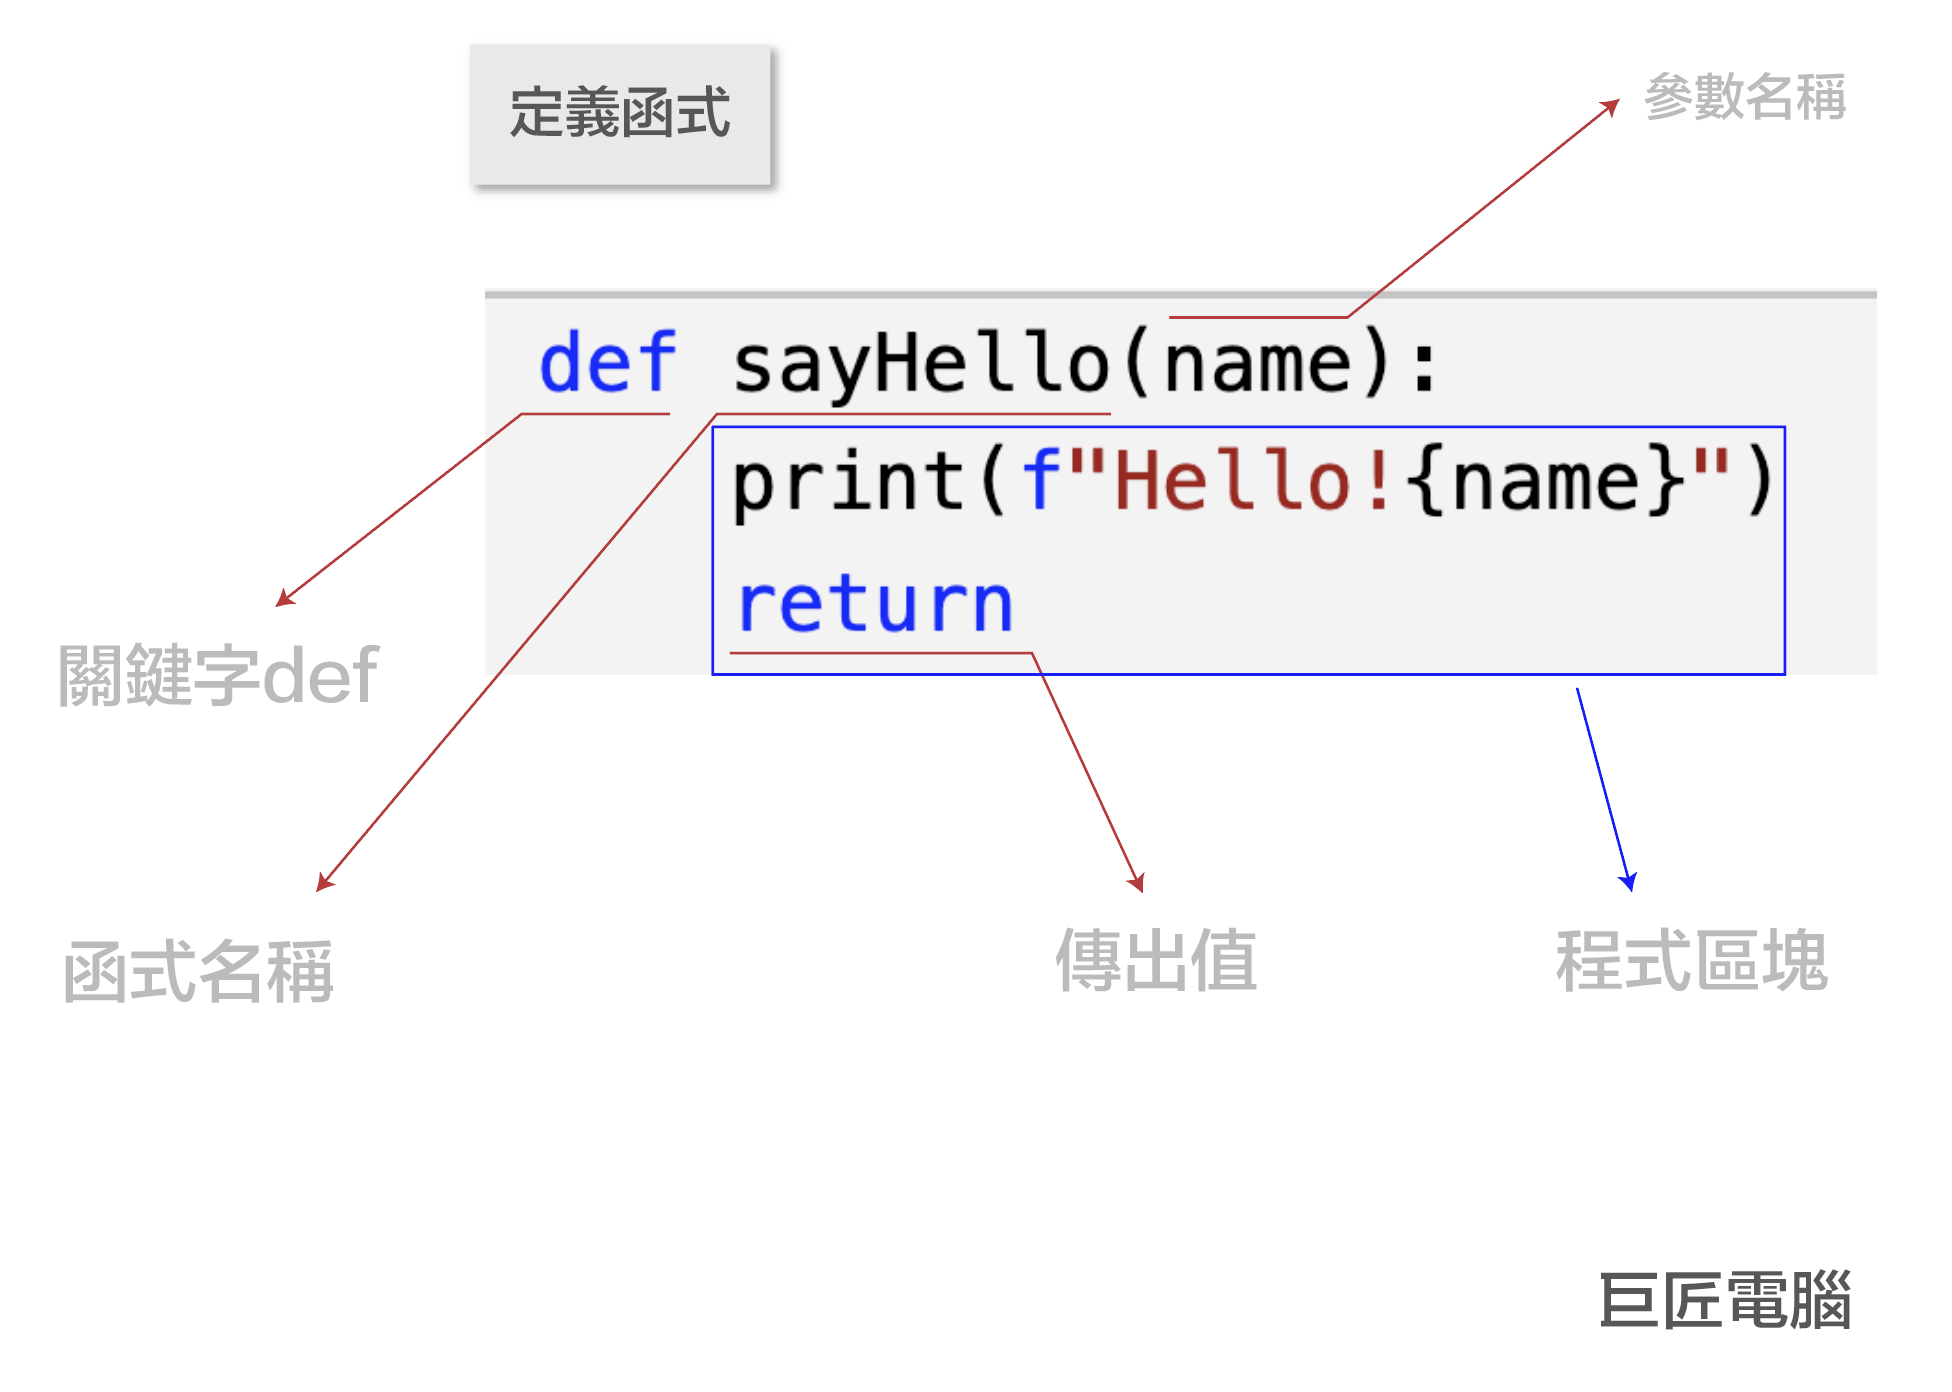 定義函式
參數名稱
def sayHello(name):
print(f"Hello!{name}")
return
關鍵字def
函式名稱
傳出值
程式區塊
巨匠電腦